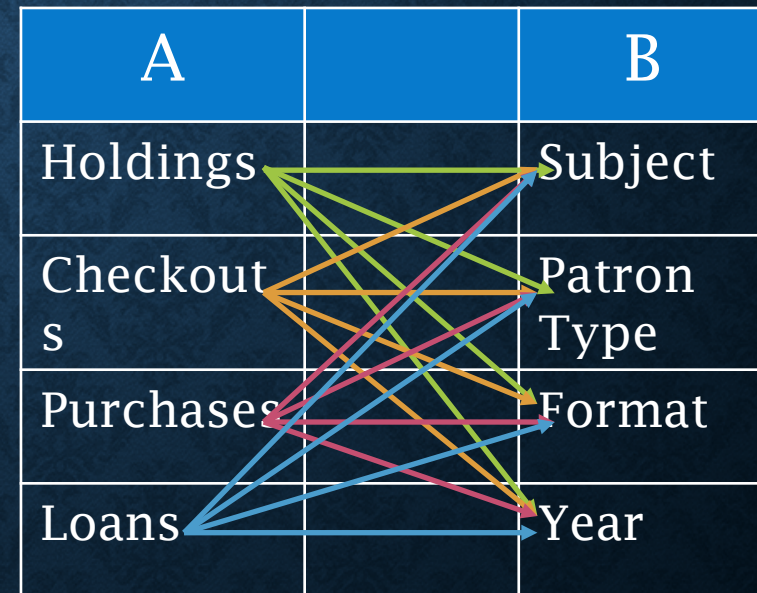 A B
Holdings Subject
Checkout Patron
s Type
Purchases Format
Loans Year